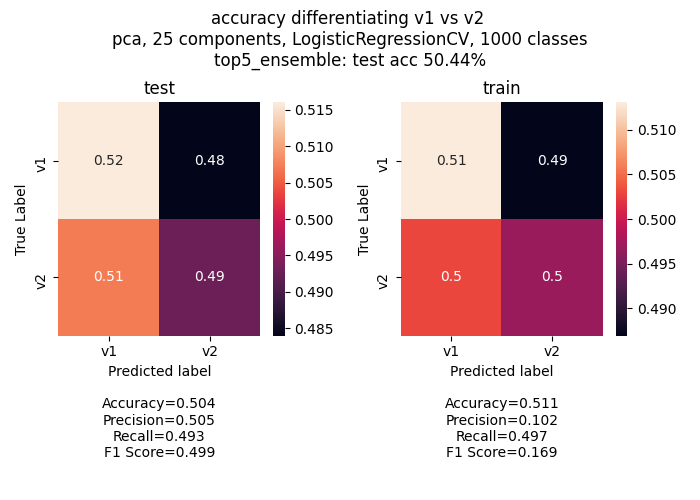 accuracy differentiating v1 vs v2
pca, 25 components, LogisticRegressionCV, 1000 classes
top5_ensemble: test acc 50.44%
test
True Label
v1
v2
0.52
0.48
0.51
0.49
v1
v2
Predicted label
0.515
0.510
0.505
0.500
0.495
0.490
0.485
Accuracy=0.504
Precision=0.505
Recall=0.493
F1 Score=0.499
train
True Label
v1
v2
0.51
0.49
0.5
0.5
v1
v2
Predicted label
0.510
0.505
0.500
0.495
0.490
Accuracy=0.511
Precision=0.102
Recall=0.497
F1 Score=0.169